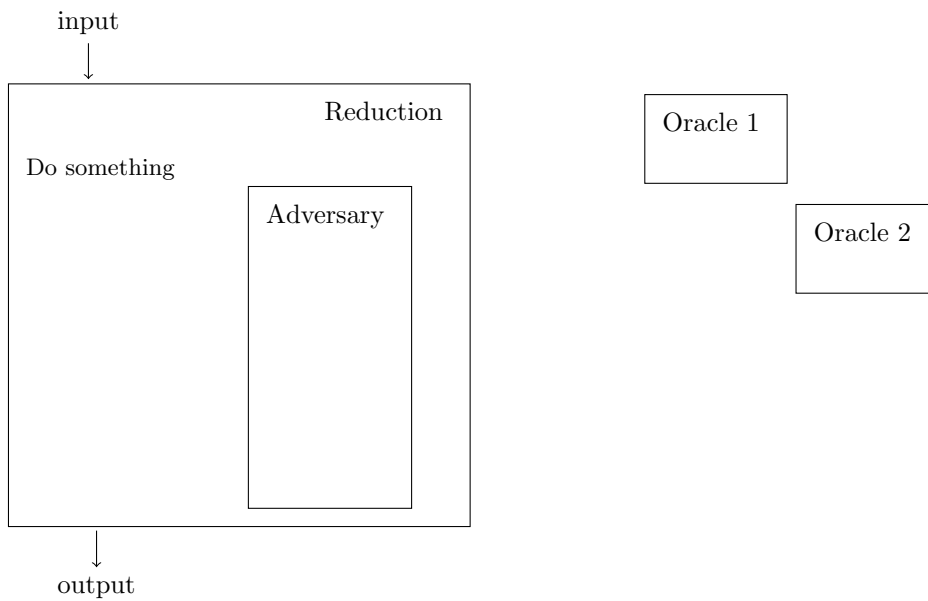 input
Reduction
Oracle 1
Do something
Adversary
Oracle 2
output